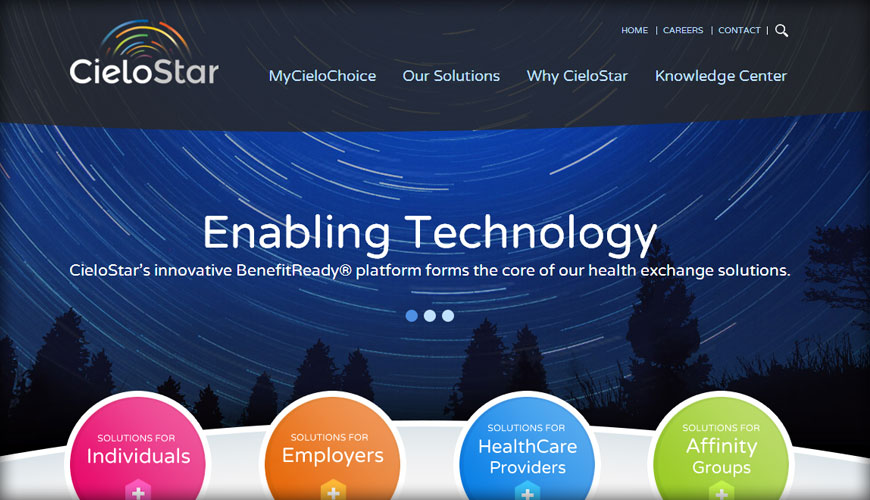 HOME | CAREERS | CONTACT |
CieloStar
MyCieloChoice Our Solutions Why CieloStar Knowledge Center
Enabling Technology
CieloStar's innovative BenefitReady® platform forms the core of our health exchange solutions.
SOLUTIONS FOR
Individuals
SOLUTIONS FOR
Employers
SOLUTIONS FOR
HealthCare
Providers
SOLUTIONS FOR
Affinity
Groups